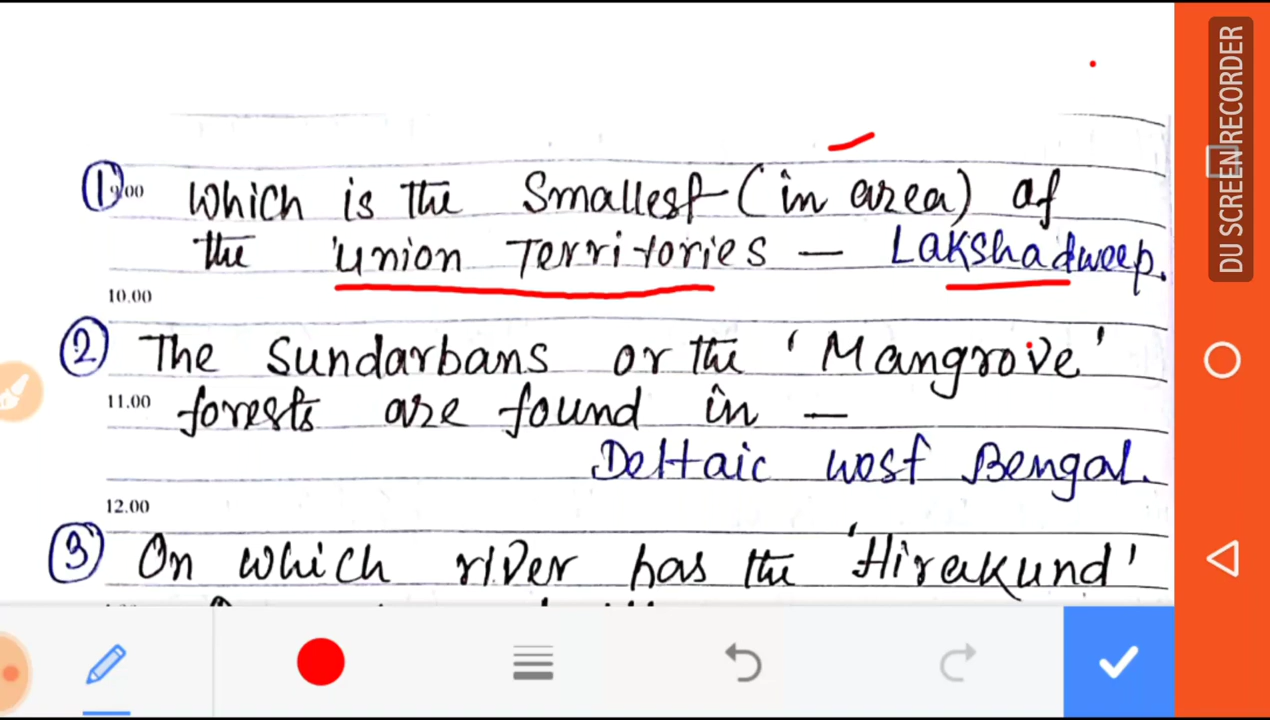 DU SCREEN RECORDER
① 9.00 Which is the Smallest (in area) of
the union Territories — Lakshadweep.
10.00
② The Sundarbans or the 'Mangrove'
11.00 forests are found in —
Deltaic west Bengal.
12.00
③ On which river has the 'Hirakund'